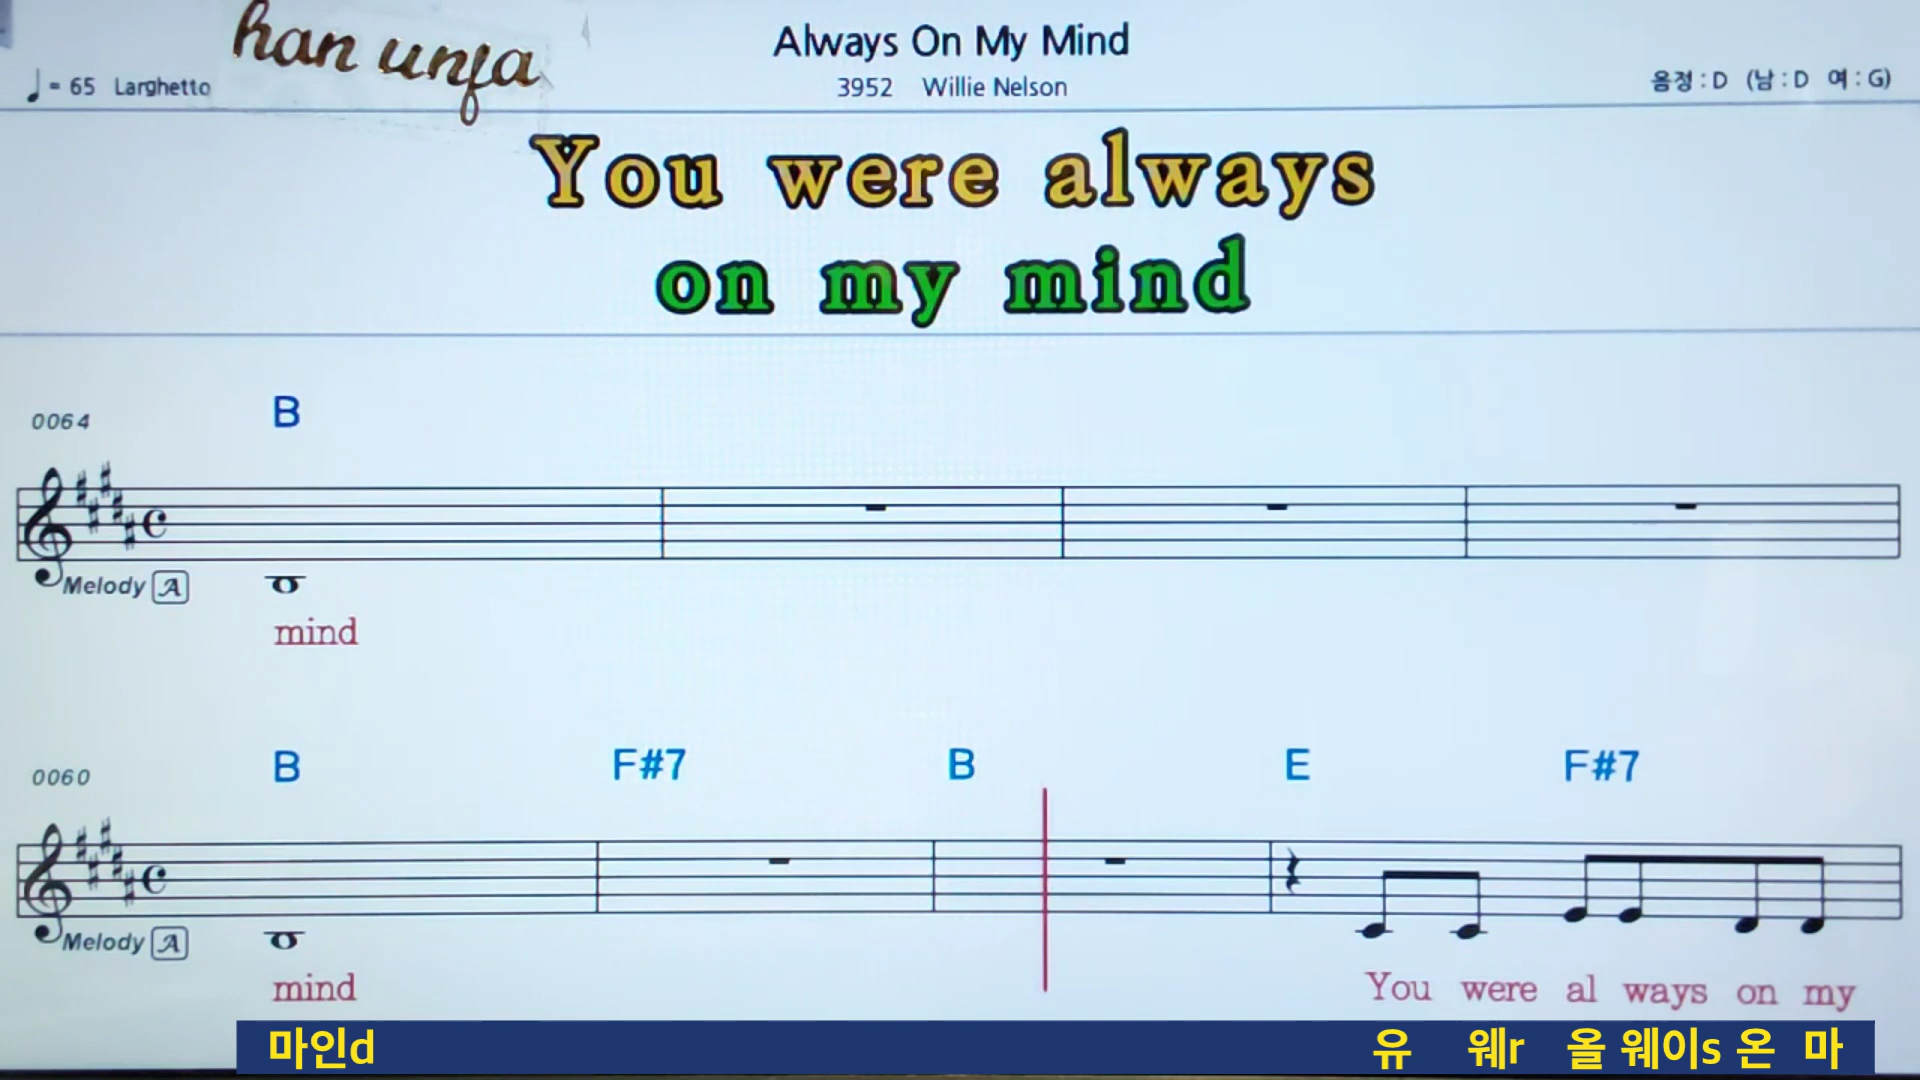 han unfa
Always On My Mind
= 65 Larghetto
3952 Willie Nelson
음정 : D (남 : D 여 : G)
You were always
on my mind
0064
B
Melody A
mind
0060
B F#7 B E F#7
Melody A
mind You were al ways on my
마인d 유 웨r 올 웨이s 온 마